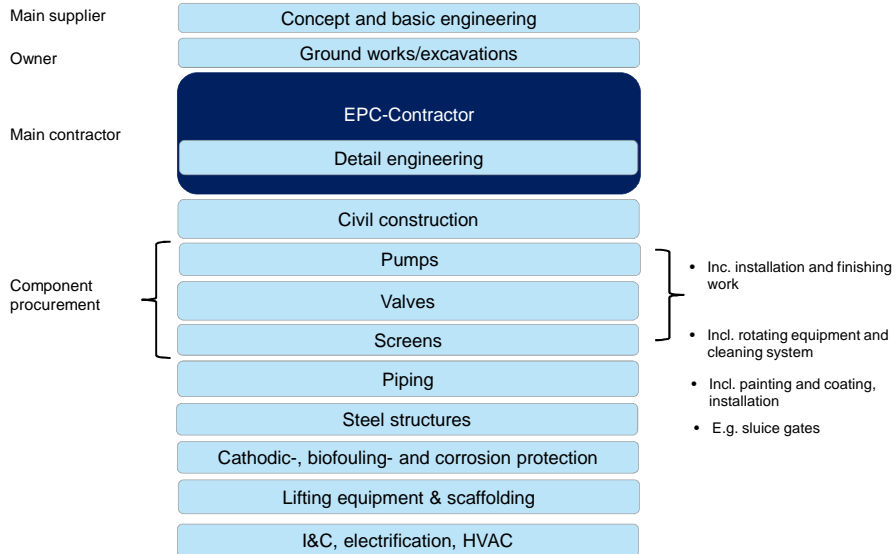 Main supplier
Concept and basic engineering
Owner
Ground works/excavations
EPC-Contractor
Main contractor
Detail engineering
Civil construction
Pumps
• Inc. installation and finishing
work
Component
procurement
Valves
Screens
• Incl. rotating equipment and
cleaning system
Piping
• Incl. painting and coating,
installation
Steel structures
• E.g. sluice gates
Cathodic-, biofouling- and corrosion protection
Lifting equipment & scaffolding
I&C, electrification, HVAC